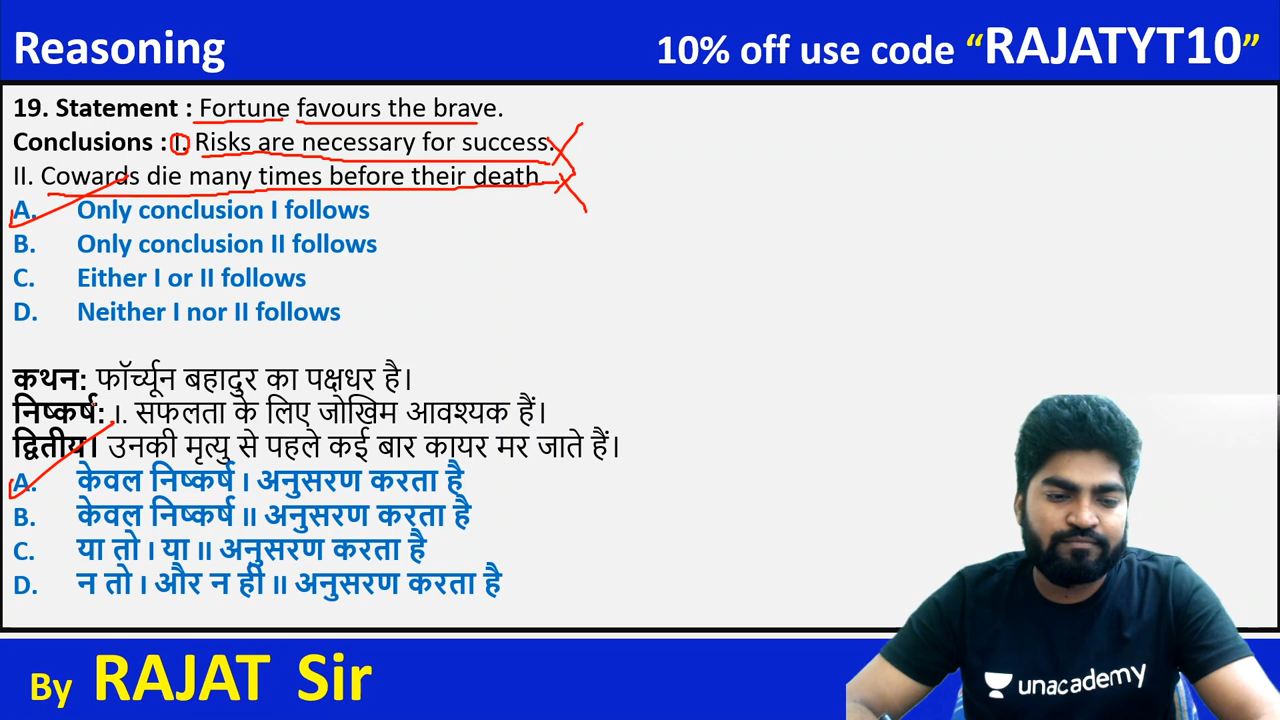 Reasoning
10% off use code “RAJATYT10”
19. Statement : Fortune favours the brave.
Conclusions : I. Risks are necessary for success.
II. Cowards die many times before their death.
A. Only conclusion I follows
B. Only conclusion II follows
C. Either I or II follows
D. Neither I nor II follows
कथन: फॉर्च्यून बहादुर का पक्षधर है।
निष्कर्ष: I. सफलता के लिए जोखिम आवश्यक हैं।
द्वितीय। उनकी मृत्यु से पहले कई बार कायर मर जाते हैं।
A. केवल निष्कर्ष I अनुसरण करता है
B. केवल निष्कर्ष II अनुसरण करता है
C. या तो I या II अनुसरण करता है
D. न तो I और न ही II अनुसरण करता है
unacademy
By RAJAT Sir